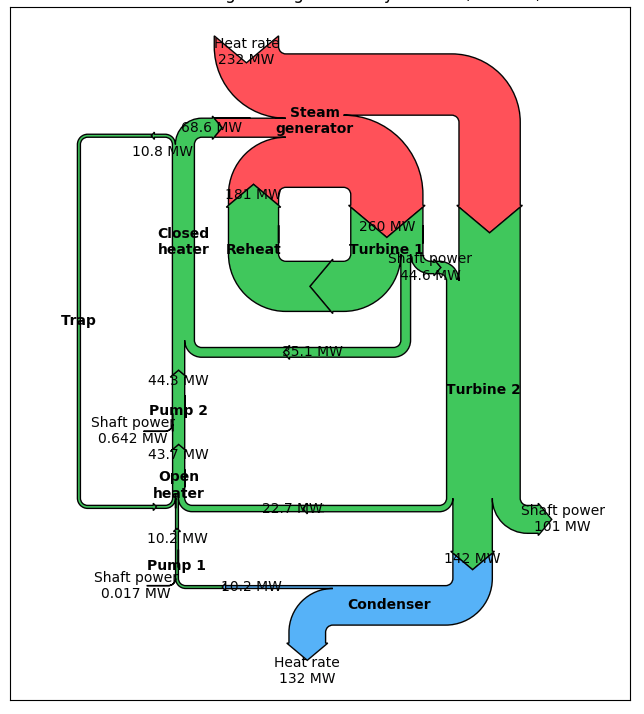 Heat rate
232 MW
68.6 MW
Steam
generator
10.8 MW
181 MW
260 MW
Closed
heater
Reheat
Turbine 1
Shaft power
44.6 MW
Trap
35.1 MW
44.3 MW
Turbine 2
Pump 2
Shaft power
0.642 MW
43.7 MW
Open
heater
22.7 MW
Shaft power
101 MW
10.2 MW
142 MW
Pump 1
Shaft power
0.017 MW
10.2 MW
Condenser
Heat rate
132 MW